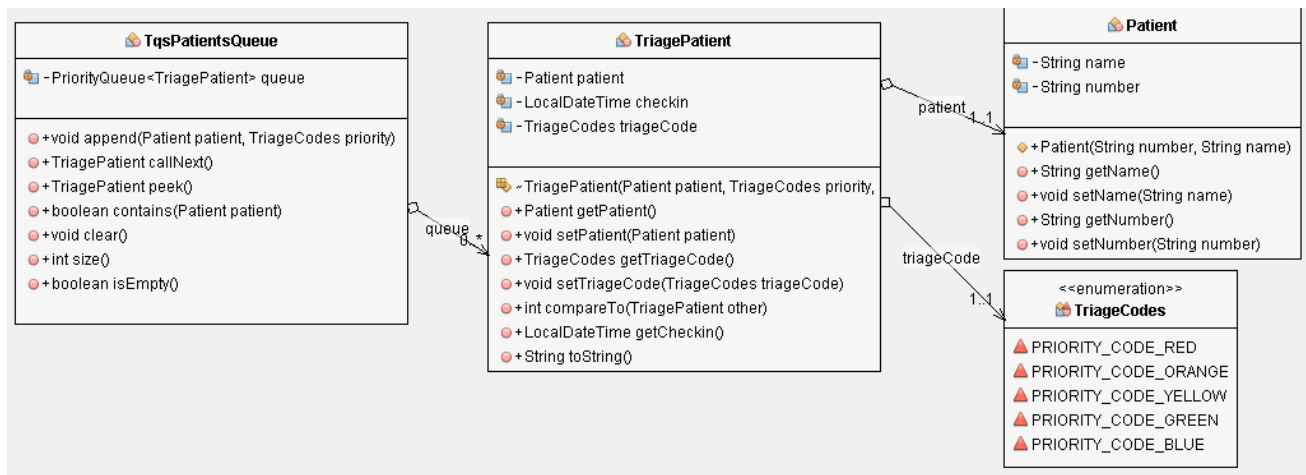 TqsPatientsQueue
-PriorityQueue<TriagePatient> queue
+void append(Patient patient, TriageCodes priority)
+TriagePatient callNext()
+TriagePatient peek()
+boolean contains(Patient patient)
+void clear()
+int size()
+boolean isEmpty()
queue
0..*
TriagePatient
-Patient patient
-LocalDateTime checkin
-TriageCodes triageCode
~TriagePatient(Patient patient, TriageCodes priority,
+Patient getPatient()
+void setPatient(Patient patient)
+TriageCodes getTriageCode()
+void setTriageCode(TriageCodes triageCode)
+int compareTo(TriagePatient other)
+LocalDateTime getCheckin()
+String toString()
patient
1..1
triageCode
1..1
Patient
-String name
-String number
+Patient(String number, String name)
+String getName()
+void setName(String name)
+String getNumber()
+void setNumber(String number)
<<enumeration>>
TriageCodes
PRIORITY_CODE_RED
PRIORITY_CODE_ORANGE
PRIORITY_CODE_YELLOW
PRIORITY_CODE_GREEN
PRIORITY_CODE_BLUE